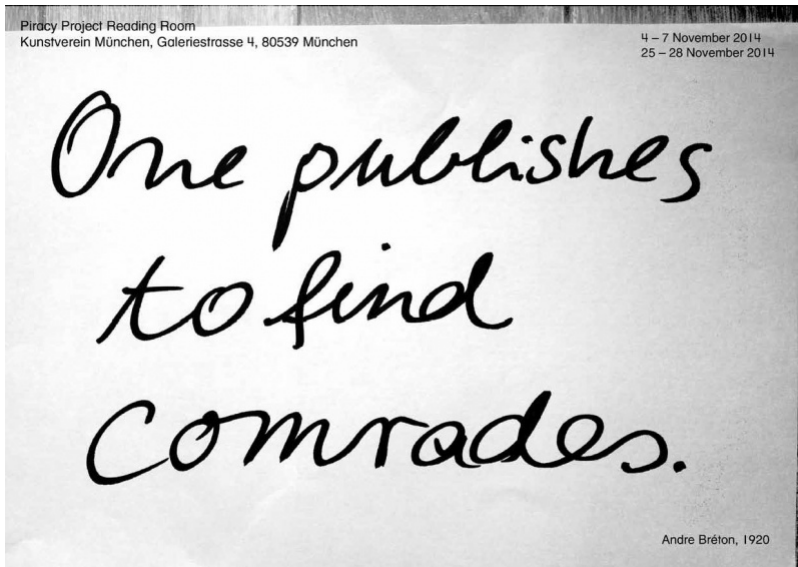 Piracy Project Reading Room
Kunstverein München, Galeriestrasse 4, 80539 München
4 – 7 November 2014
25 – 28 November 2014
One publishes
to find
comrades.
Andre Bréton, 1920